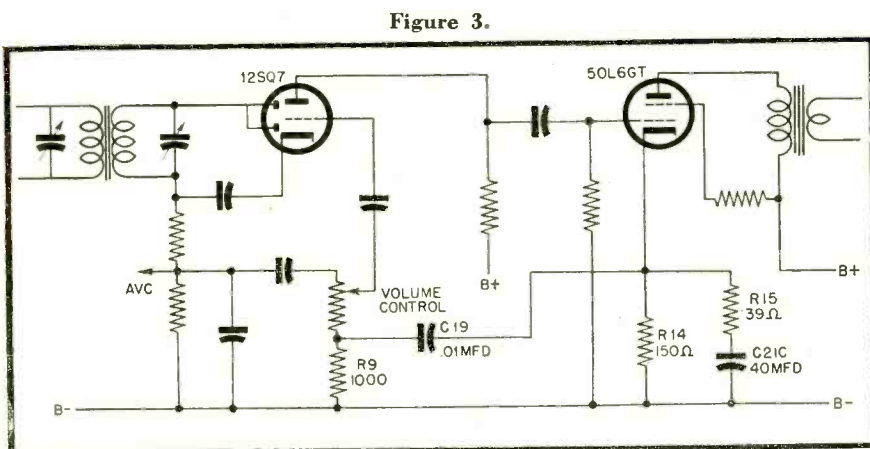 Figure 3.
12SQ7
50L6GT
AVC
VOLUME
CONTROL
B+
B+
C19
.01MFD
R15
39Ω
R9
1000
R14
150Ω
C21C
40MFD
B-
B-